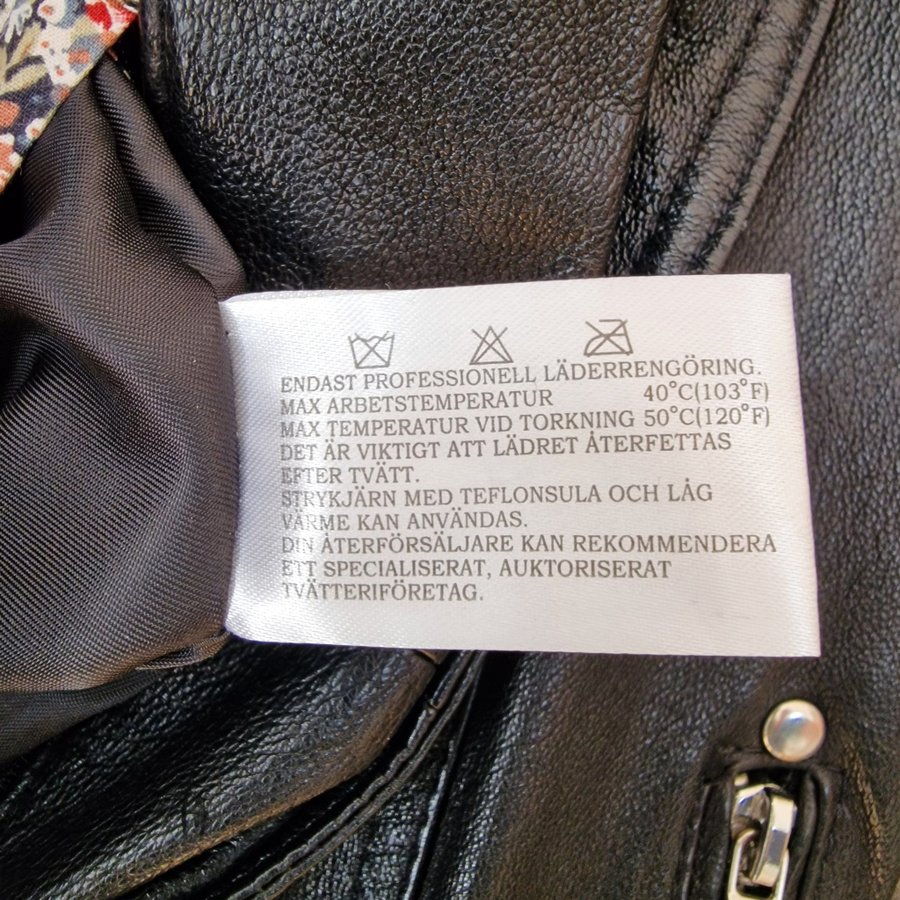 ENDAST PROFESSIONELL LÄDERRENGÖRING.
MAX ARBETSTEMPERATUR 40°C(103°F)
MAX TEMPERATUR VID TORKNING 50°C(120°F)
DET ÄR VIKTIGT ATT LÄDRET ÅTERFETTAS
EFTER TVÄTT.
STRYKJÄRN MED TEFLONSULA OCH LÅG
VÄRME KAN ANVÄNDAS.
DIN ÅTERFÖRSÄLJARE KAN REKOMMENDERA
ETT SPECIALISERAT, AUKTORISERAT
TVÄTTERIFÖRETAG.